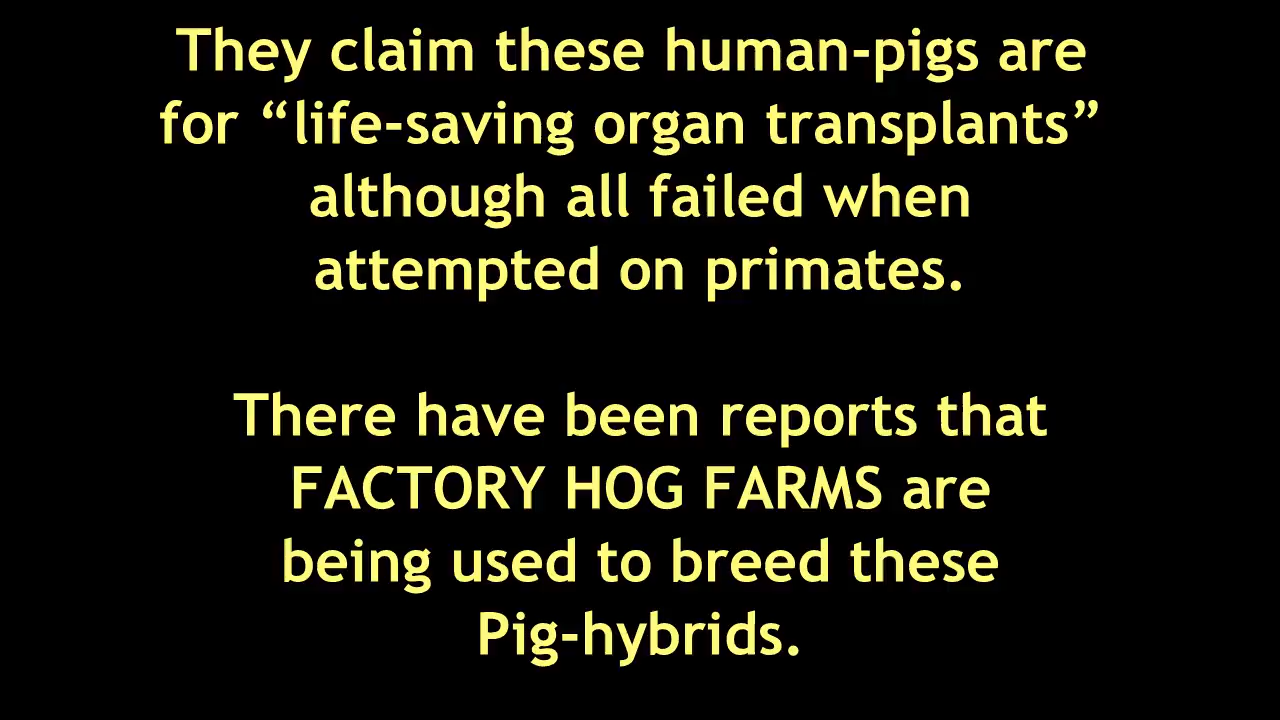 They claim these human-pigs are
for “life-saving organ transplants”
although all failed when
attempted on primates.
There have been reports that
FACTORY HOG FARMS are
being used to breed these
Pig-hybrids.